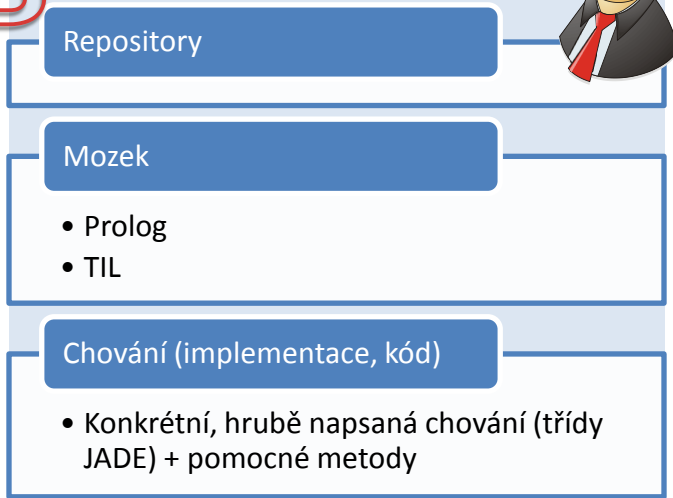 Repository
Mozek
• Prolog
• TIL
Chování (implementace, kód)
• Konkrétní, hrubě napsaná chování (třídy
JADE) + pomocné metody